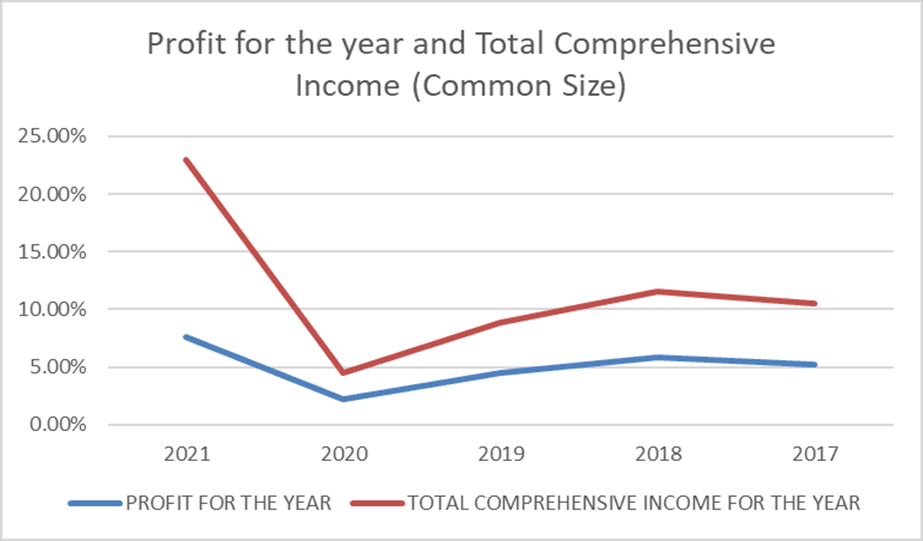 Profit for the year and Total Comprehensive
Income (Common Size)
25.00%
20.00%
15.00%
10.00%
5.00%
0.00%
2021 2020 2019 2018 2017
PROFIT FOR THE YEAR TOTAL COMPREHENSIVE INCOME FOR THE YEAR